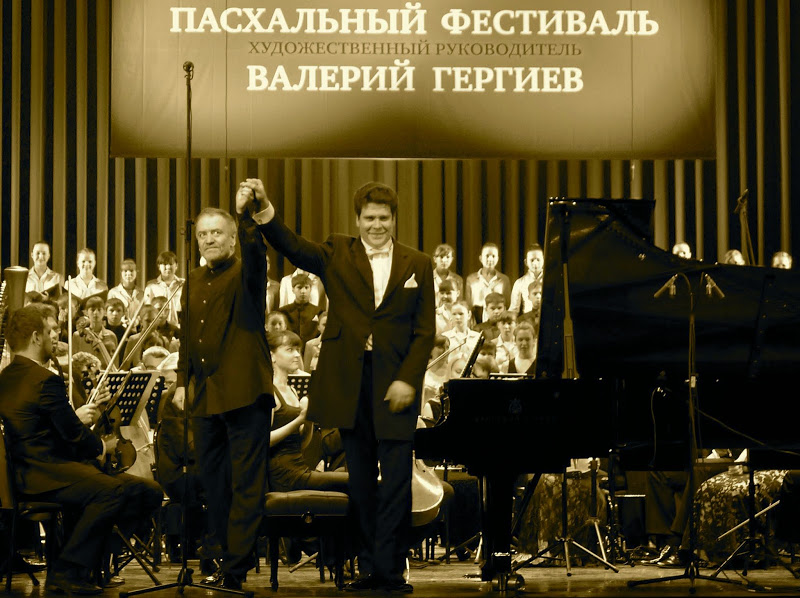 ПАСХАЛЬНЫЙ ФЕСТИВАЛЬ
ХУДОЖЕСТВЕННЫЙ РУКОВОДИТЕЛЬ
ВАЛЕРИЙ ГЕРГИЕВ